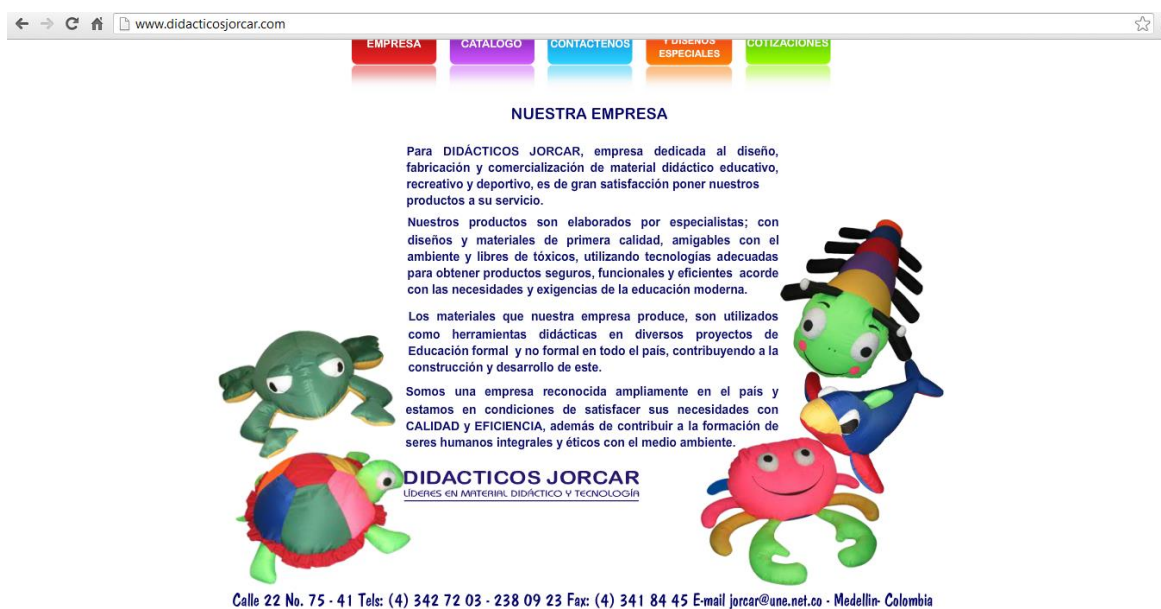 www.didacticosjorcar.com
EMPRESA
CATALOGO
CONTACTENOS
Y DISEÑOS
ESPECIALES
COTIZACIONES
NUESTRA EMPRESA
Para DIDÁCTICOS JORCAR, empresa dedicada al diseño,
fabricación y comercialización de material didáctico educativo,
recreativo y deportivo, es de gran satisfacción poner nuestros
productos a su servicio.
Nuestros productos son elaborados por especialistas; con
diseños y materiales de primera calidad, amigables con el
ambiente y libres de tóxicos, utilizando tecnologías adecuadas
para obtener productos seguros, funcionales y eficientes acorde
con las necesidades y exigencias de la educación moderna.
Los materiales que nuestra empresa produce, son utilizados
como herramientas didácticas en diversos proyectos de
Educación formal y no formal en todo el país, contribuyendo a la
construcción y desarrollo de este.
Somos una empresa reconocida ampliamente en el país y
estamos en condiciones de satisfacer sus necesidades con
CALIDAD y EFICIENCIA, además de contribuir a la formación de
seres humanos integrales y éticos con el medio ambiente.
DIDACTICOS JORCAR
LÍDERES EN MATERIAL DIDÁCTICO Y TECNOLOGÍA
Calle 22 No. 75 - 41 Tels: (4) 342 72 03 - 238 09 23 Fax: (4) 341 84 45 E-mail jorcar@une.net.co - Medellin- Colombia